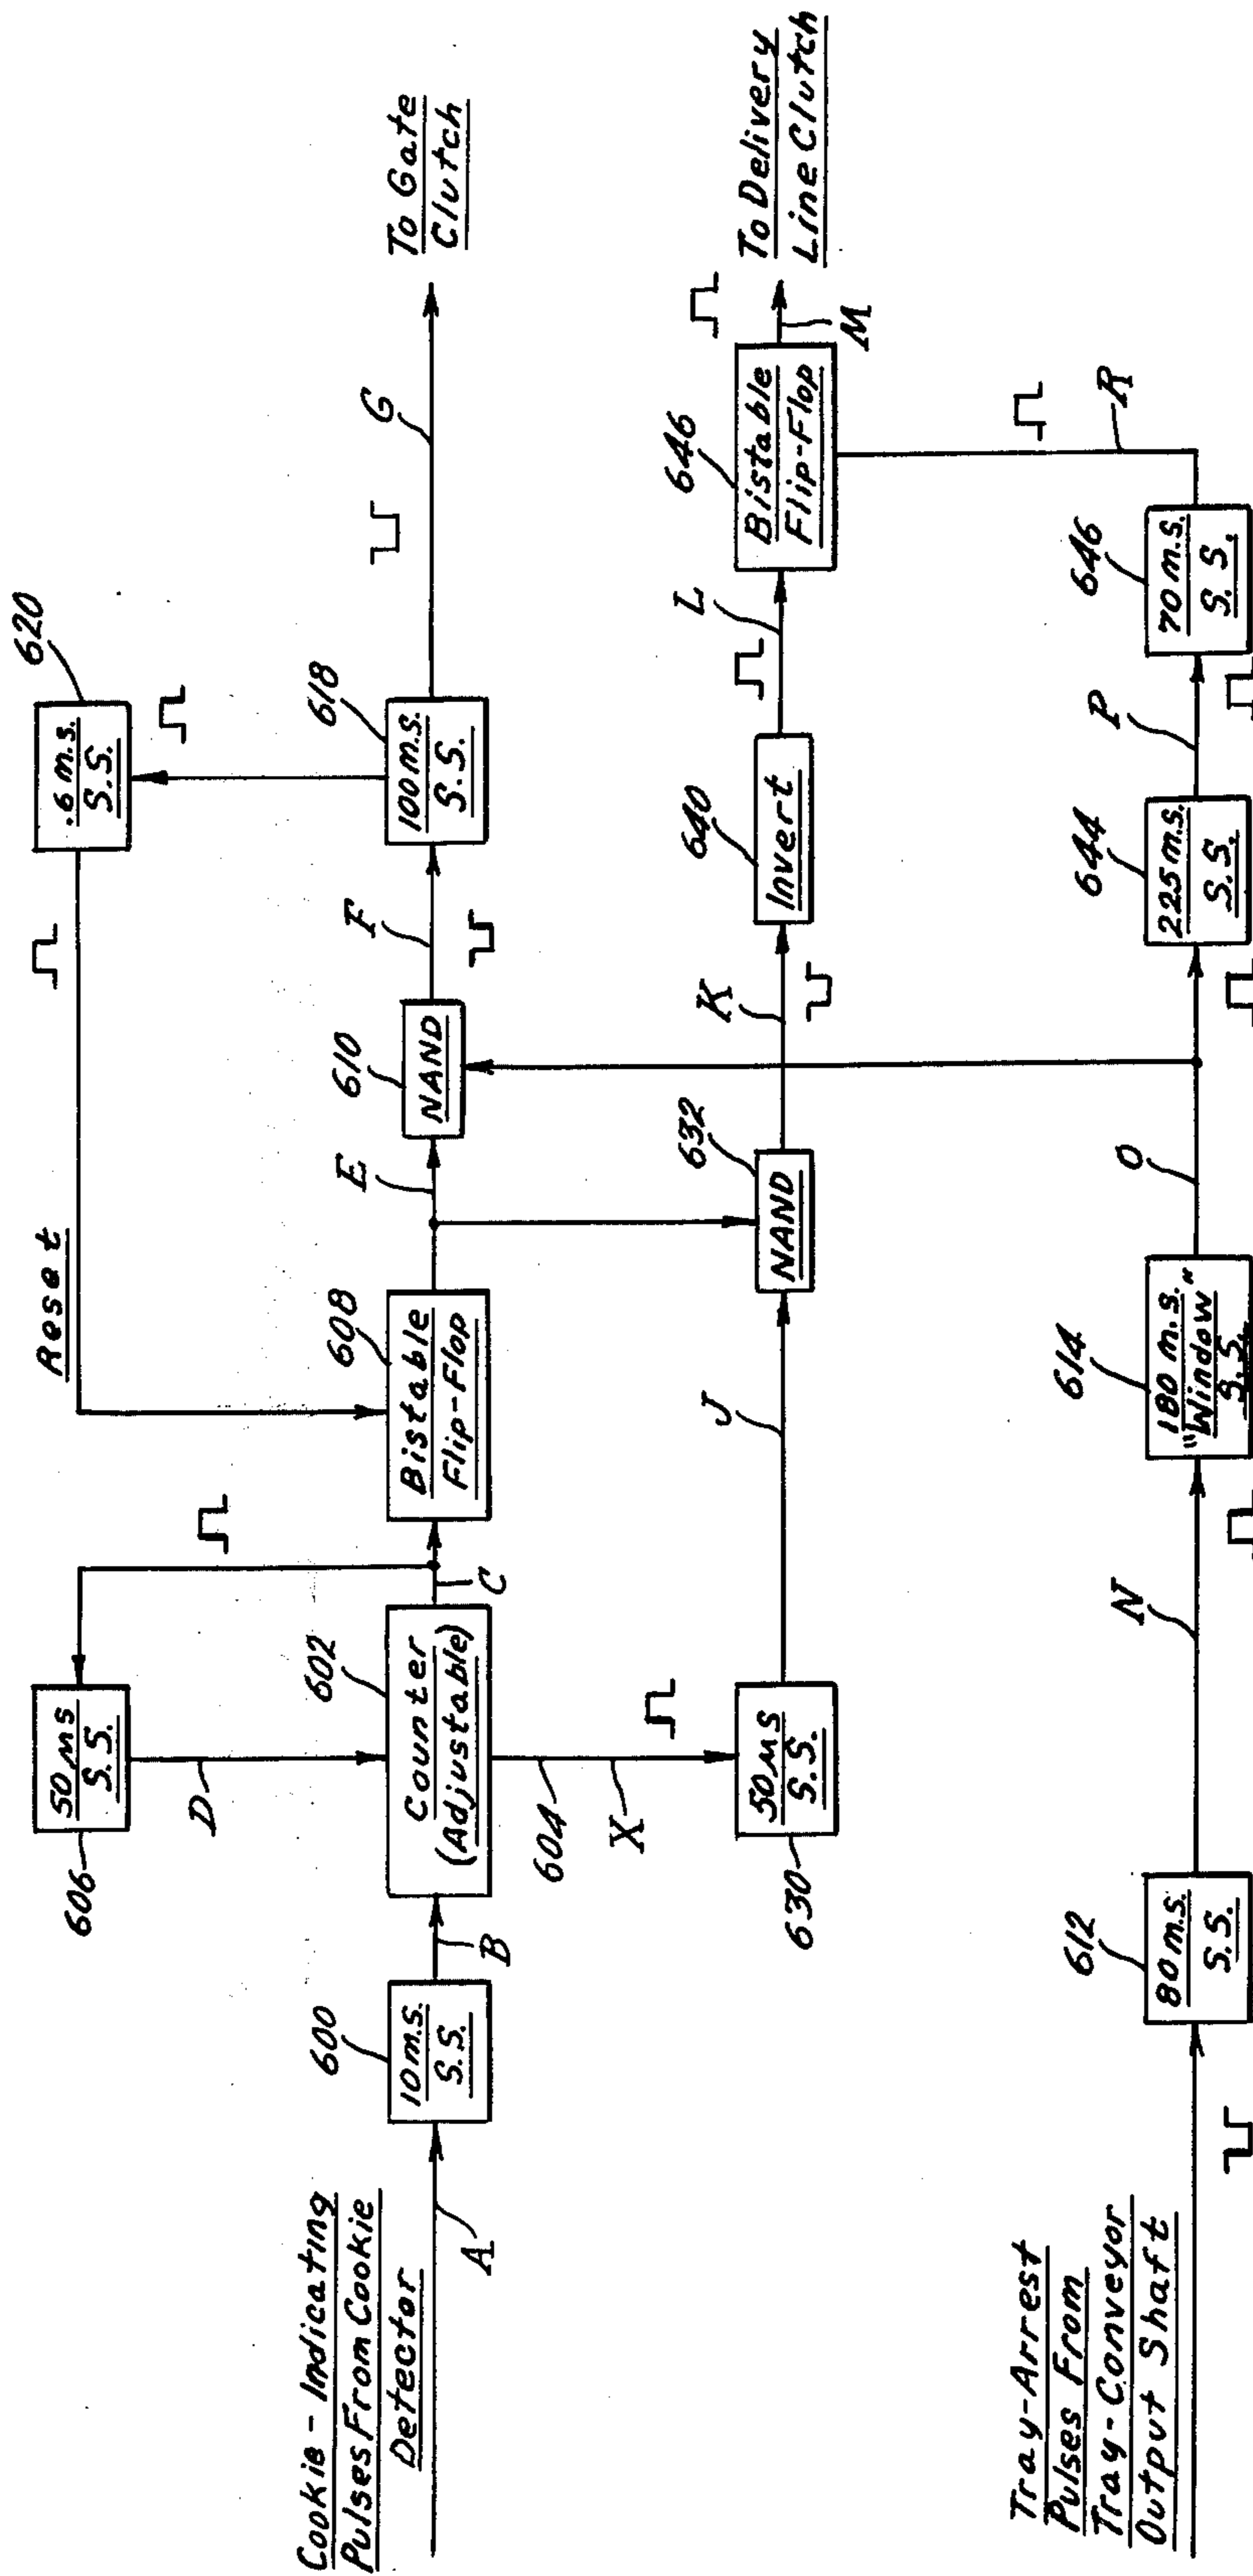 Cookie-Indicating
Pulses From Cookie
Detector
A
600
10 m.s.
S.S.
B
606
50 μs
S.S.
D
602
Counter
(Adjustable)
C
604
X
630
50 μs
S.S.
J
Reset
608
Bistable
Flip-Flop
E
610
NAND
F
620
.6 m.s.
S.S.
618
100 m.s.
S.S.
G
To Gate
Clutch
632
NAND
K
640
Invert
L
646
Bistable
Flip-Flop
M
To Delivery
Line Clutch
R
Tray-Arrest
Pulses From
Tray-Conveyor
Output Shaft
612
80 m.s.
S.S.
N
614
180 m.s.
"Window"
S.S.
O
644
225 m.s.
S.S.
P
646
70 m.s.
S.S.